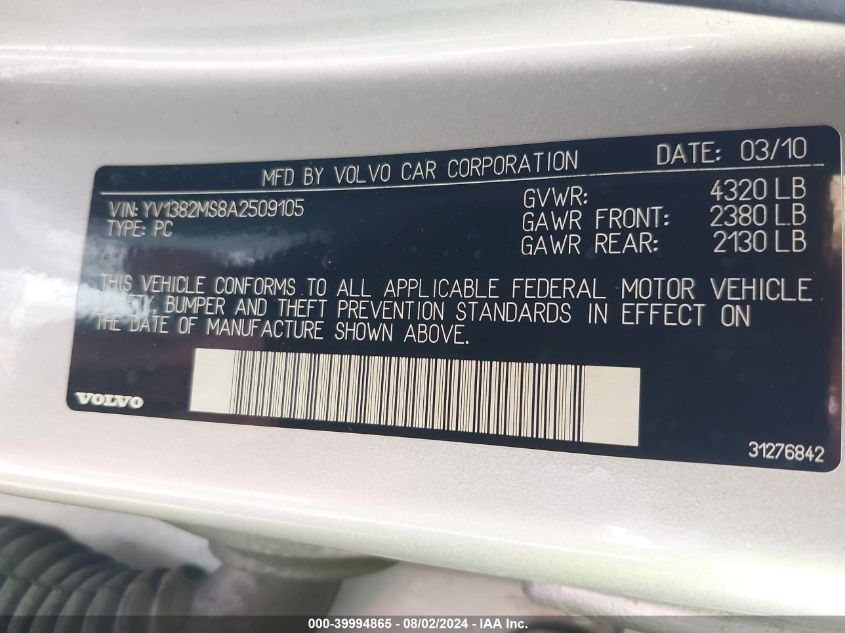 MFD BY VOLVO CAR CORPORATION DATE: 03/10
VIN: YV1382MS8A2509105
TYPE: PC
GVWR: 4320 LB
GAWR FRONT: 2380 LB
GAWR REAR: 2130 LB
THIS VEHICLE CONFORMS TO ALL APPLICABLE FEDERAL MOTOR VEHICLE
SAFETY, BUMPER AND THEFT PREVENTION STANDARDS IN EFFECT ON
THE DATE OF MANUFACTURE SHOWN ABOVE.
VOLVO
31276842
000-39994865 - 08/02/2024 - IAA Inc.